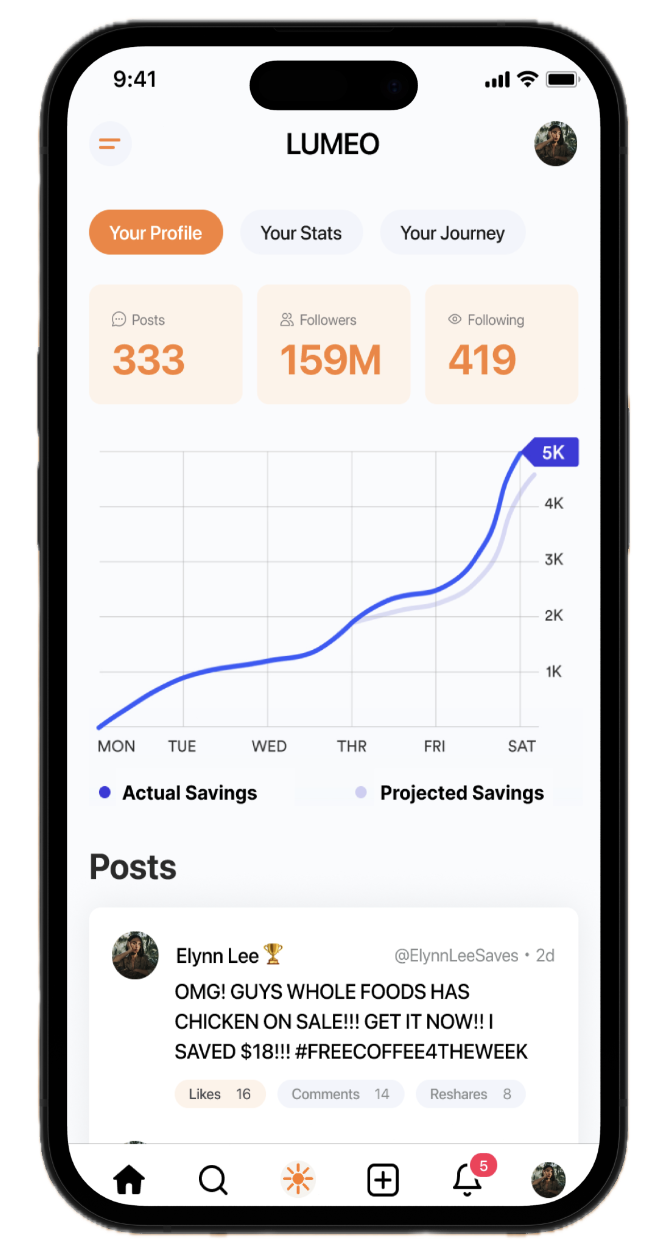 9:41
LUMEO
Your Profile Your Stats Your Journey
Posts Followers Following
333 159M 419
5K
4K
3K
2K
1K
MON TUE WED THR FRI SAT
Actual Savings Projected Savings
Posts
Elynn Lee🏆 @ElynnLeeSaves • 2d
OMG! GUYS WHOLE FOODS HAS
CHICKEN ON SALE!!! GET IT NOW!! I
SAVED $18!!! #FREECOFFEE4THEWEEK
Likes 16 Comments 14 Reshares 8
5